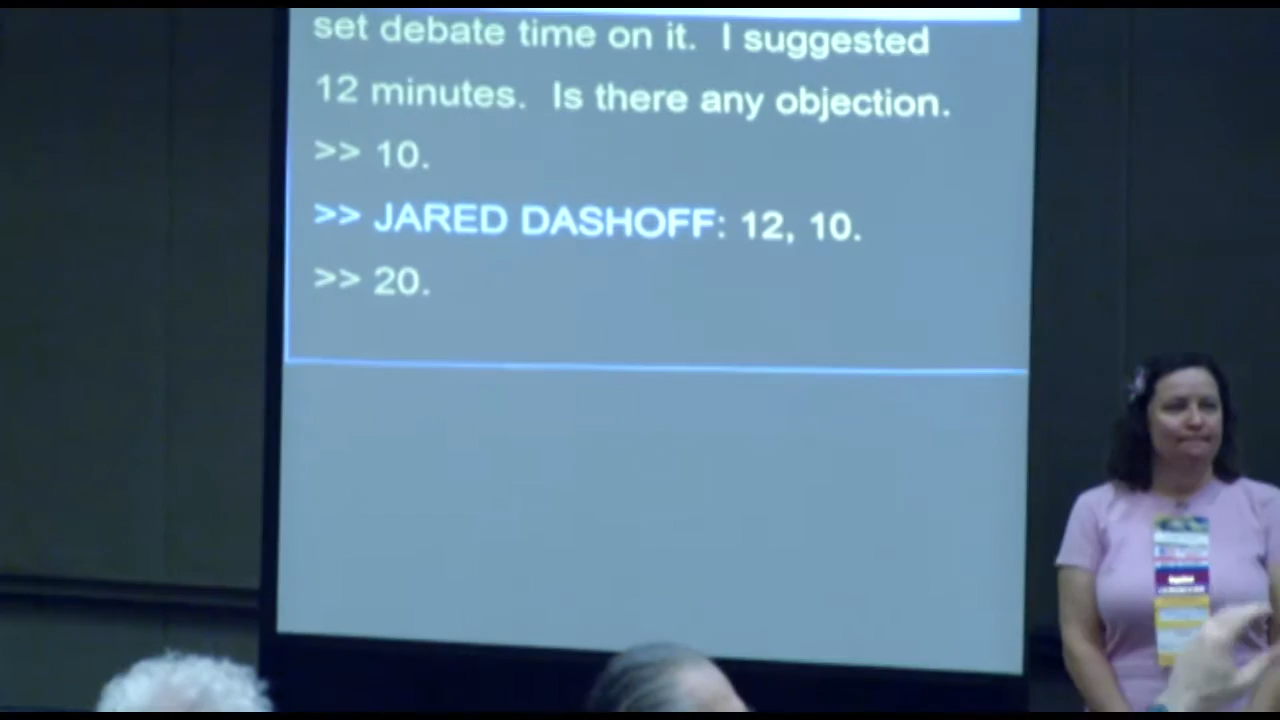 set debate time on it. I suggested
12 minutes. Is there any objection.
>> 10.
>> JARED DASHOFF: 12, 10.
>> 20.